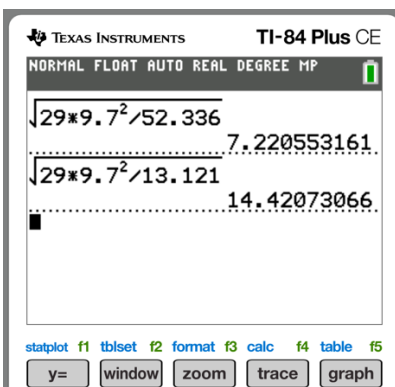 TEXAS INSTRUMENTS TI-84 Plus CE
NORMAL FLOAT AUTO REAL DEGREE MP
√29*9.7²/52.336
7.220553161
√29*9.7²/13.121
14.42073066
statplot f1 tblset f2 format f3 calc f4 table f5
y= window zoom trace graph